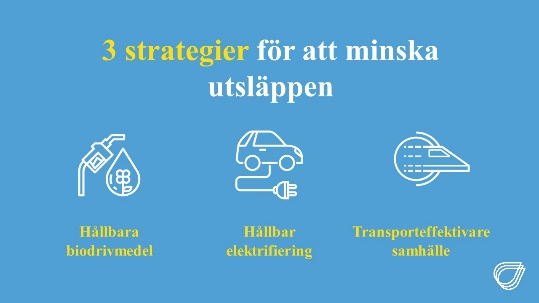 3 strategier för att minska
utsläppen
Hållbara
biodrivmedel
Hållbar
elektrifiering
Transporteffektivare
samhälle